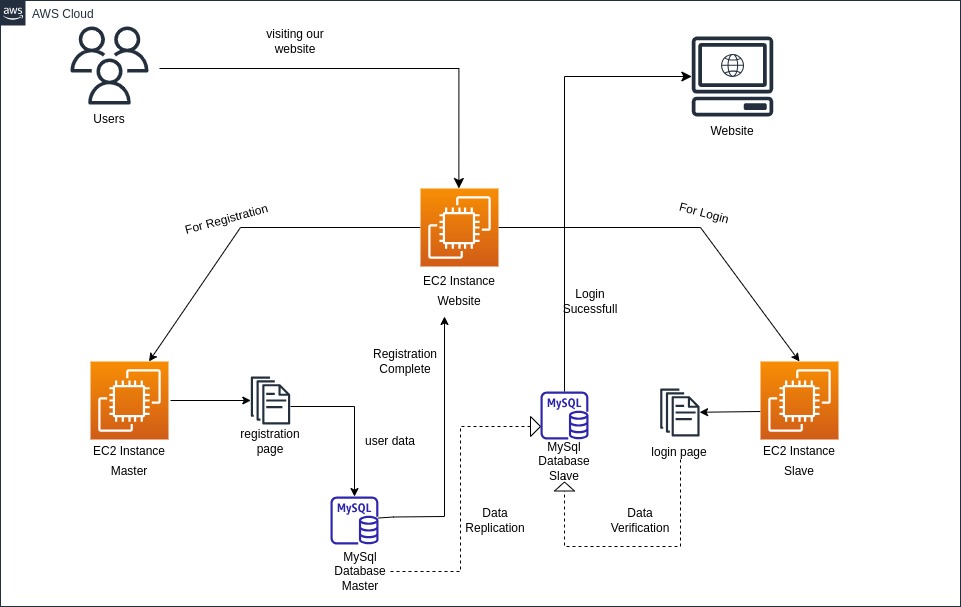 aws
AWS Cloud
visiting our
website
Users
Website
For Registration
For Login
EC2 Instance
Website
Login
Sucessfull
Registration
Complete
EC2 Instance
Master
registration
page
user data
MySQL
MySql
Database
Slave
login page
EC2 Instance
Slave
MySQL
MySql
Database
Master
Data
Replication
Data
Verification